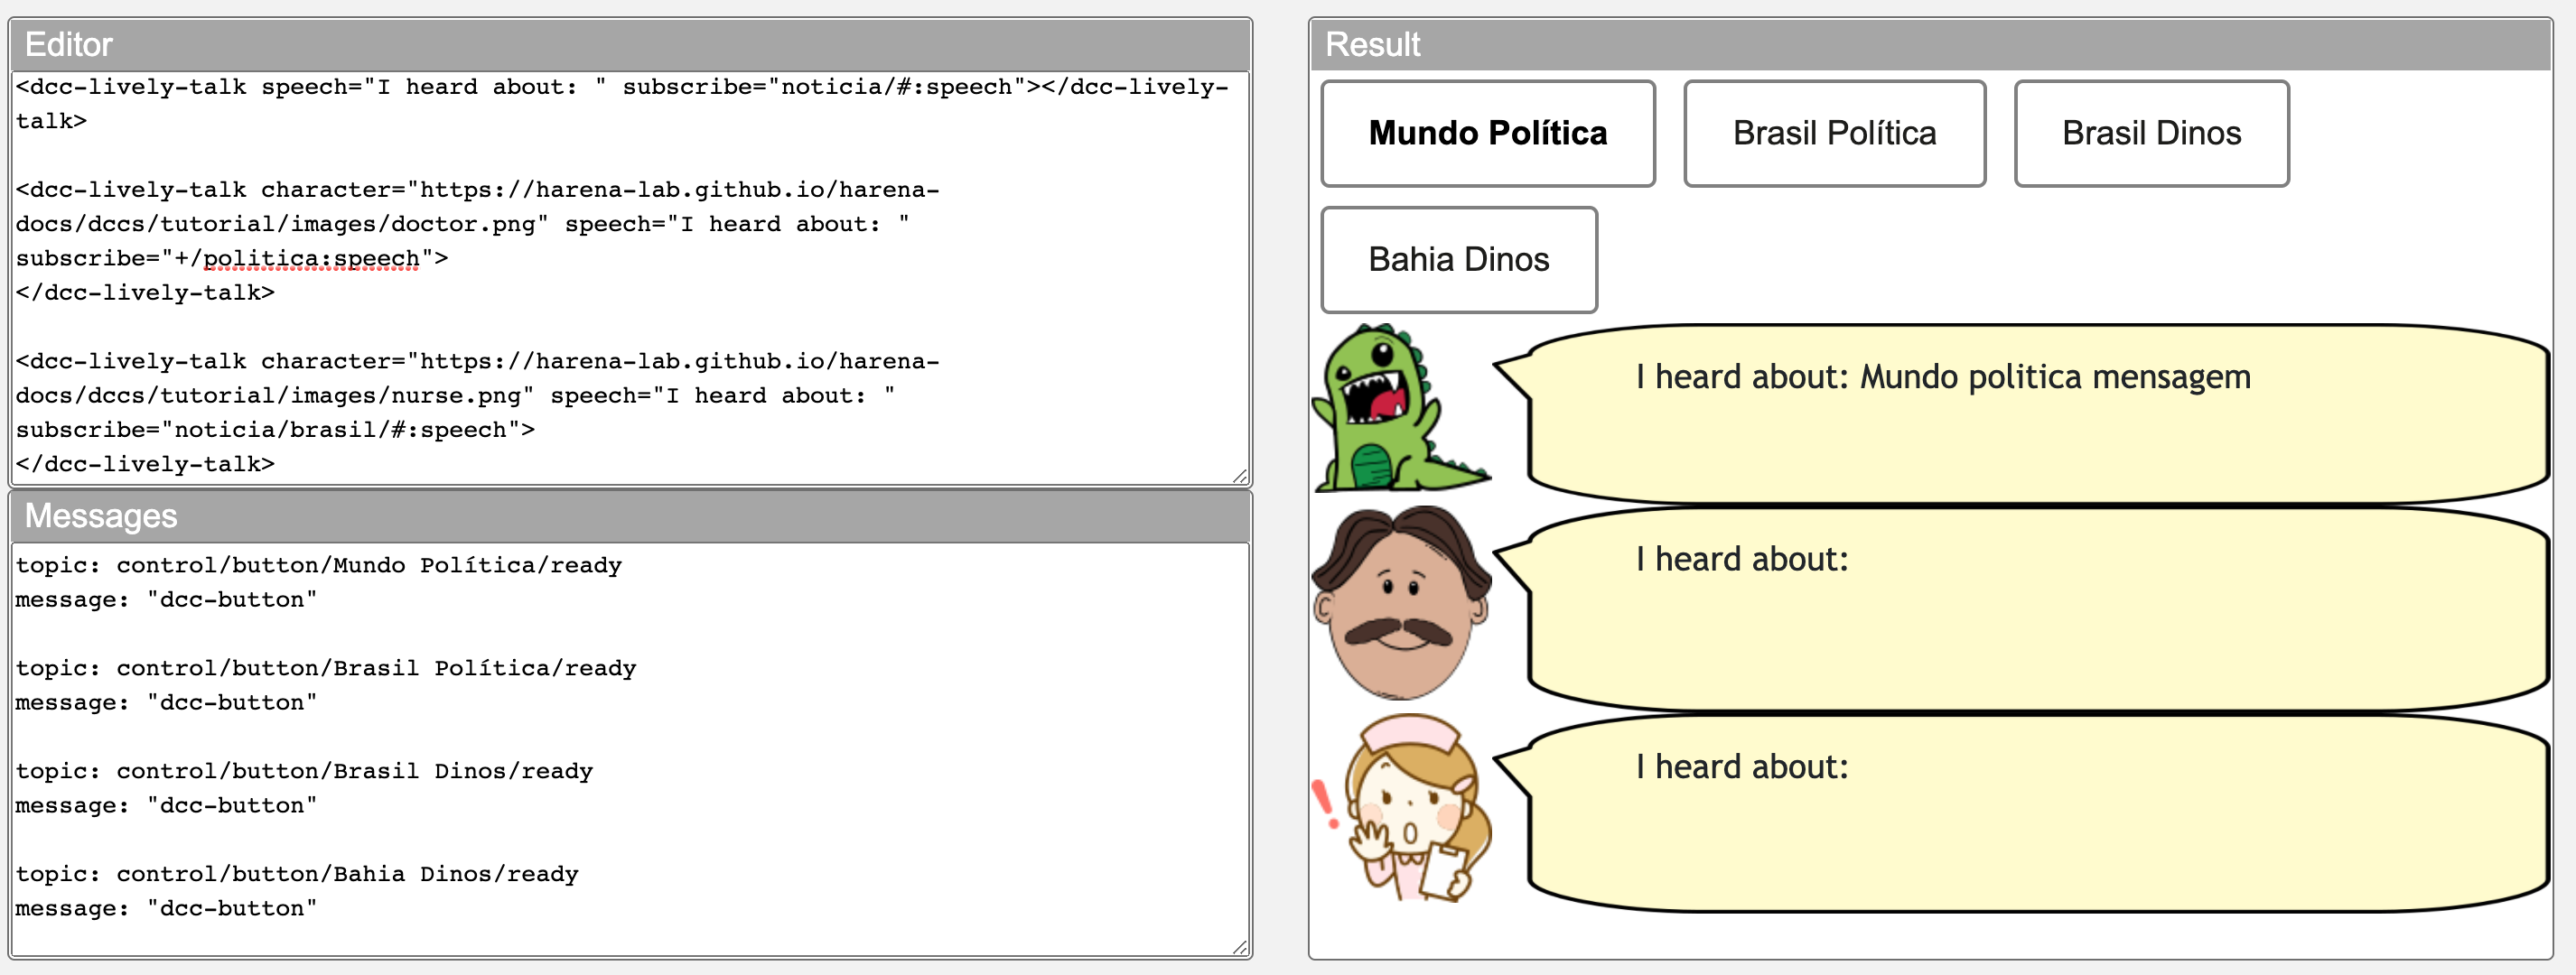 Editor
<dcc-lively-talk speech="I heard about: " subscribe="noticia/#:speech"></dcc-lively-
talk>
<dcc-lively-talk character="https://harena-lab.github.io/harena-
docs/dccs/tutorial/images/doctor.png" speech="I heard about: "
subscribe="+/politica:speech">
</dcc-lively-talk>
<dcc-lively-talk character="https://harena-lab.github.io/harena-
docs/dccs/tutorial/images/nurse.png" speech="I heard about: "
subscribe="noticia/brasil/#:speech">
</dcc-lively-talk>
Messages
topic: control/button/Mundo Política/ready
message: "dcc-button"
topic: control/button/Brasil Política/ready
message: "dcc-button"
topic: control/button/Brasil Dinos/ready
message: "dcc-button"
topic: control/button/Bahia Dinos/ready
message: "dcc-button"
Result
Mundo Política
Brasil Política
Brasil Dinos
Bahia Dinos
I heard about: Mundo politica mensagem
I heard about:
I heard about: